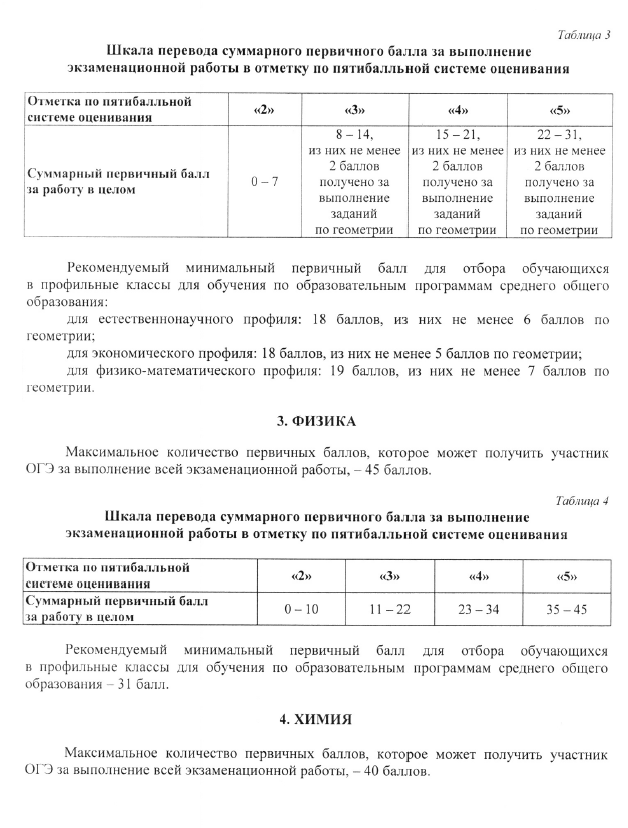 Таблица 3
Шкала перевода суммарного первичного балла за выполнение
экзаменационной работы в отметку по пятибалльной системе оценивания
Отметка по пятибалльной
системе оценивания
«2»
«3»
«4»
«5»
Суммарный первичный балл
за работу в целом
0 – 7
8 – 14,
из них не менее
2 баллов
получено за
выполнение
заданий
по геометрии
15 – 21,
из них не менее
2 баллов
получено за
выполнение
заданий
по геометрии
22 – 31,
из них не менее
2 баллов
получено за
выполнение
заданий
по геометрии
Рекомендуемый минимальный первичный балл для отбора обучающихся
в профильные классы для обучения по образовательным программам среднего общего
образования:
для естественнонаучного профиля: 18 баллов, из них не менее 6 баллов по
геометрии;
для экономического профиля: 18 баллов, из них не менее 5 баллов по геометрии;
для физико-математического профиля: 19 баллов, из них не менее 7 баллов по
геометрии.
3. ФИЗИКА
Максимальное количество первичных баллов, которое может получить участник
ОГЭ за выполнение всей экзаменационной работы, – 45 баллов.
Таблица 4
Шкала перевода суммарного первичного балла за выполнение
экзаменационной работы в отметку по пятибалльной системе оценивания
Отметка по пятибалльной
системе оценивания
«2»
«3»
«4»
«5»
Суммарный первичный балл
за работу в целом
0 – 10
11 – 22
23 – 34
35 – 45
Рекомендуемый минимальный первичный балл для отбора обучающихся
в профильные классы для обучения по образовательным программам среднего общего
образования – 31 балл.
4. ХИМИЯ
Максимальное количество первичных баллов, которое может получить участник
ОГЭ за выполнение всей экзаменационной работы, – 40 баллов.